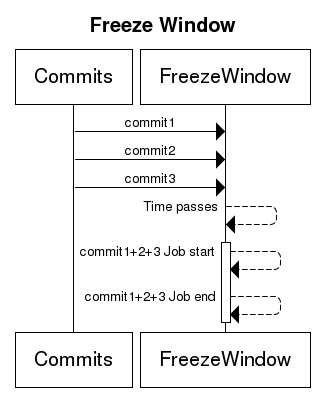 Freeze Window
Commits
FreezeWindow
commit1
commit2
commit3
Time passes
commit1+2+3 Job start
commit1+2+3 Job end
Commits
FreezeWindow